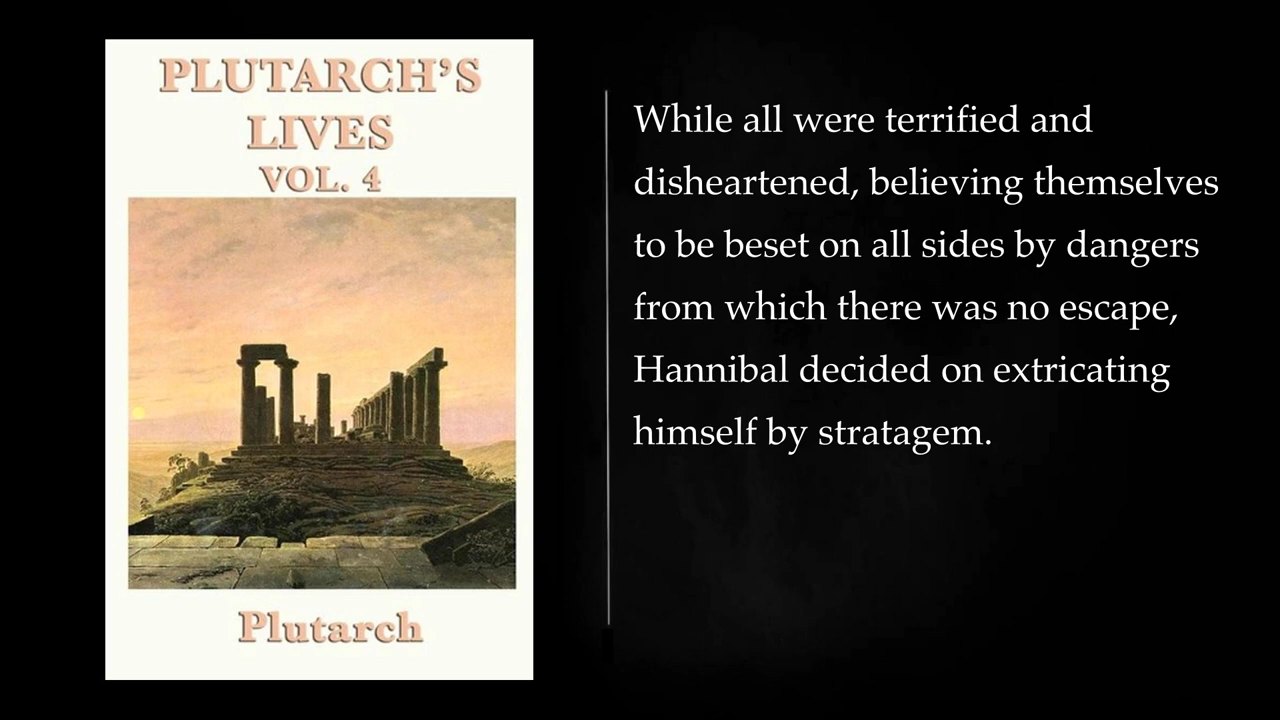 PLUTARCH'S
LIVES
VOL. 4
Plutarch
While all were terrified and
disheartened, believing themselves
to be beset on all sides by dangers
from which there was no escape,
Hannibal decided on extricating
himself by stratagem.